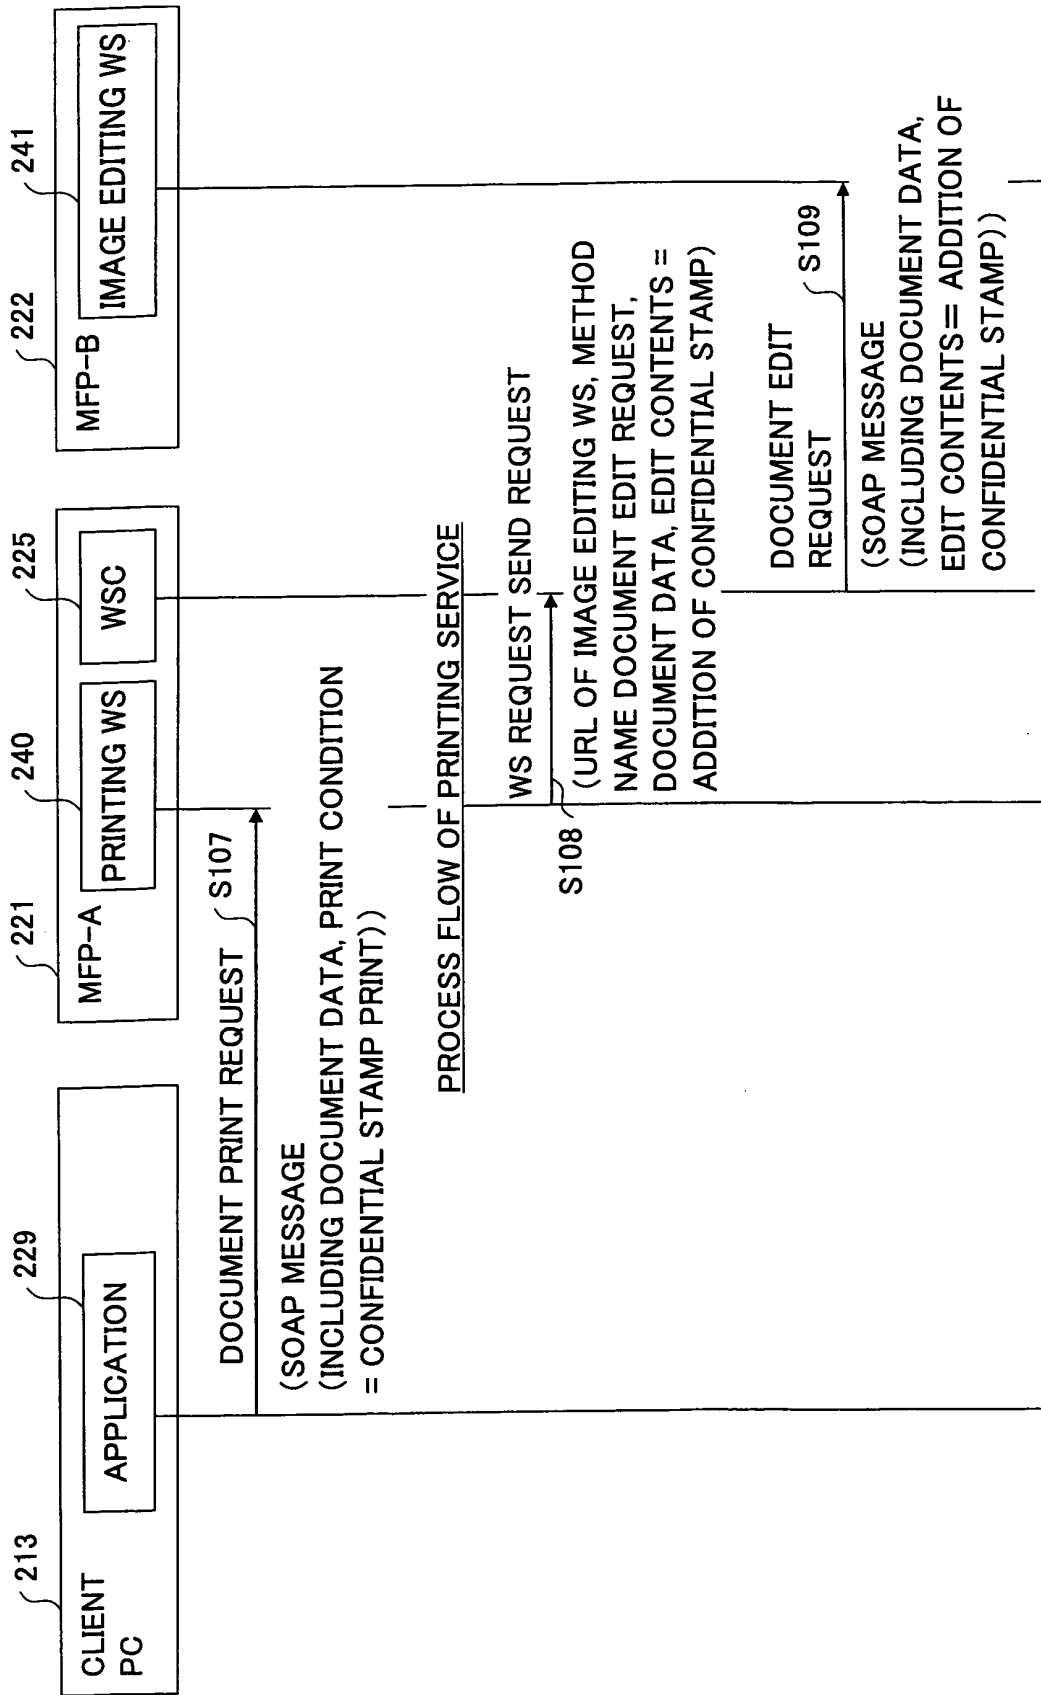 213
CLIENT
PC
229
APPLICATION
221
MFP-A
240
PRINTING WS
225
WSC
222
MFP-B
241
IMAGE EDITING WS
DOCUMENT PRINT REQUEST
S107
(SOAP MESSAGE
(INCLUDING DOCUMENT DATA, PRINT CONDITION
= CONFIDENTIAL STAMP PRINT))
PROCESS FLOW OF PRINTING SERVICE
WS REQUEST SEND REQUEST
S108
(URL OF IMAGE EDITING WS, METHOD
NAME DOCUMENT EDIT REQUEST,
DOCUMENT DATA, EDIT CONTENTS =
ADDITION OF CONFIDENTIAL STAMP)
DOCUMENT EDIT
REQUEST
S109
(SOAP MESSAGE
(INCLUDING DOCUMENT DATA,
EDIT CONTENTS= ADDITION OF
CONFIDENTIAL STAMP))